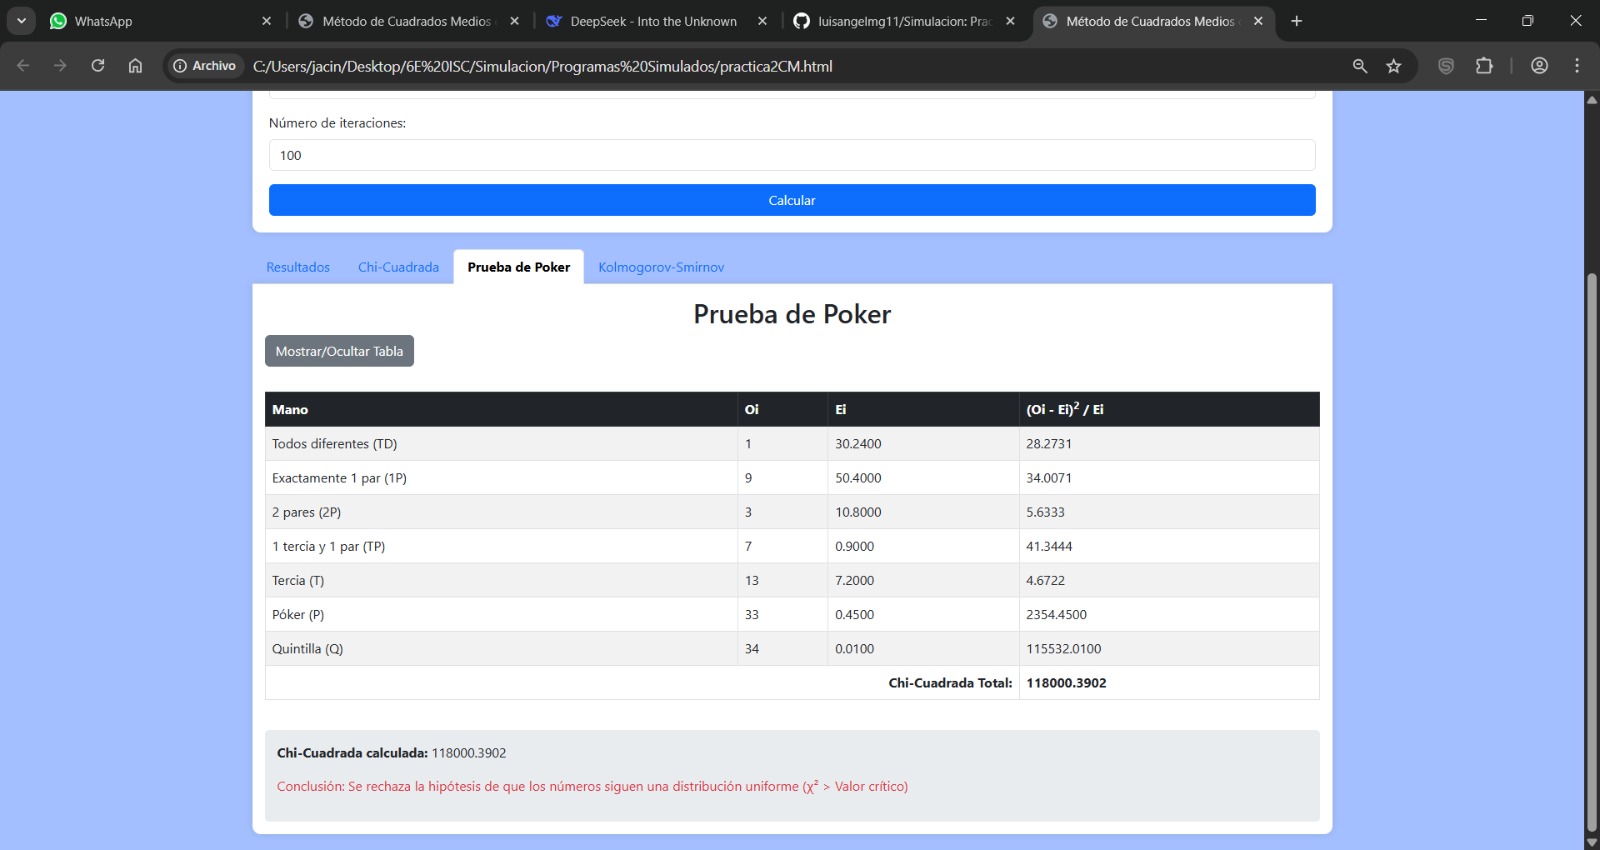 WhatsApp
Método de Cuadrados Medios
DeepSeek - Into the Unknown
luisangelmg11/Simulacion: Prac
Método de Cuadrados Medios
Archivo C:/Users/jacin/Desktop/6E%20ISC/Simulacion/Programas%20Simulados/practica2CM.html
Número de iteraciones:
100
Calcular
Resultados Chi-Cuadrada Prueba de Poker Kolmogorov-Smirnov
Prueba de Poker
Mostrar/Ocultar Tabla
Mano Oi Ei (Oi - Ei)² / Ei
Todos diferentes (TD) 1 30.2400 28.2731
Exactamente 1 par (1P) 9 50.4000 34.0071
2 pares (2P) 3 10.8000 5.6333
1 tercia y 1 par (TP) 7 0.9000 41.3444
Tercia (T) 13 7.2000 4.6722
Póker (P) 33 0.4500 2354.4500
Quintilla (Q) 34 0.0100 115532.0100
Chi-Cuadrada Total: 118000.3902
Chi-Cuadrada calculada: 118000.3902
Conclusión: Se rechaza la hipótesis de que los números siguen una distribución uniforme (χ² > Valor crítico)